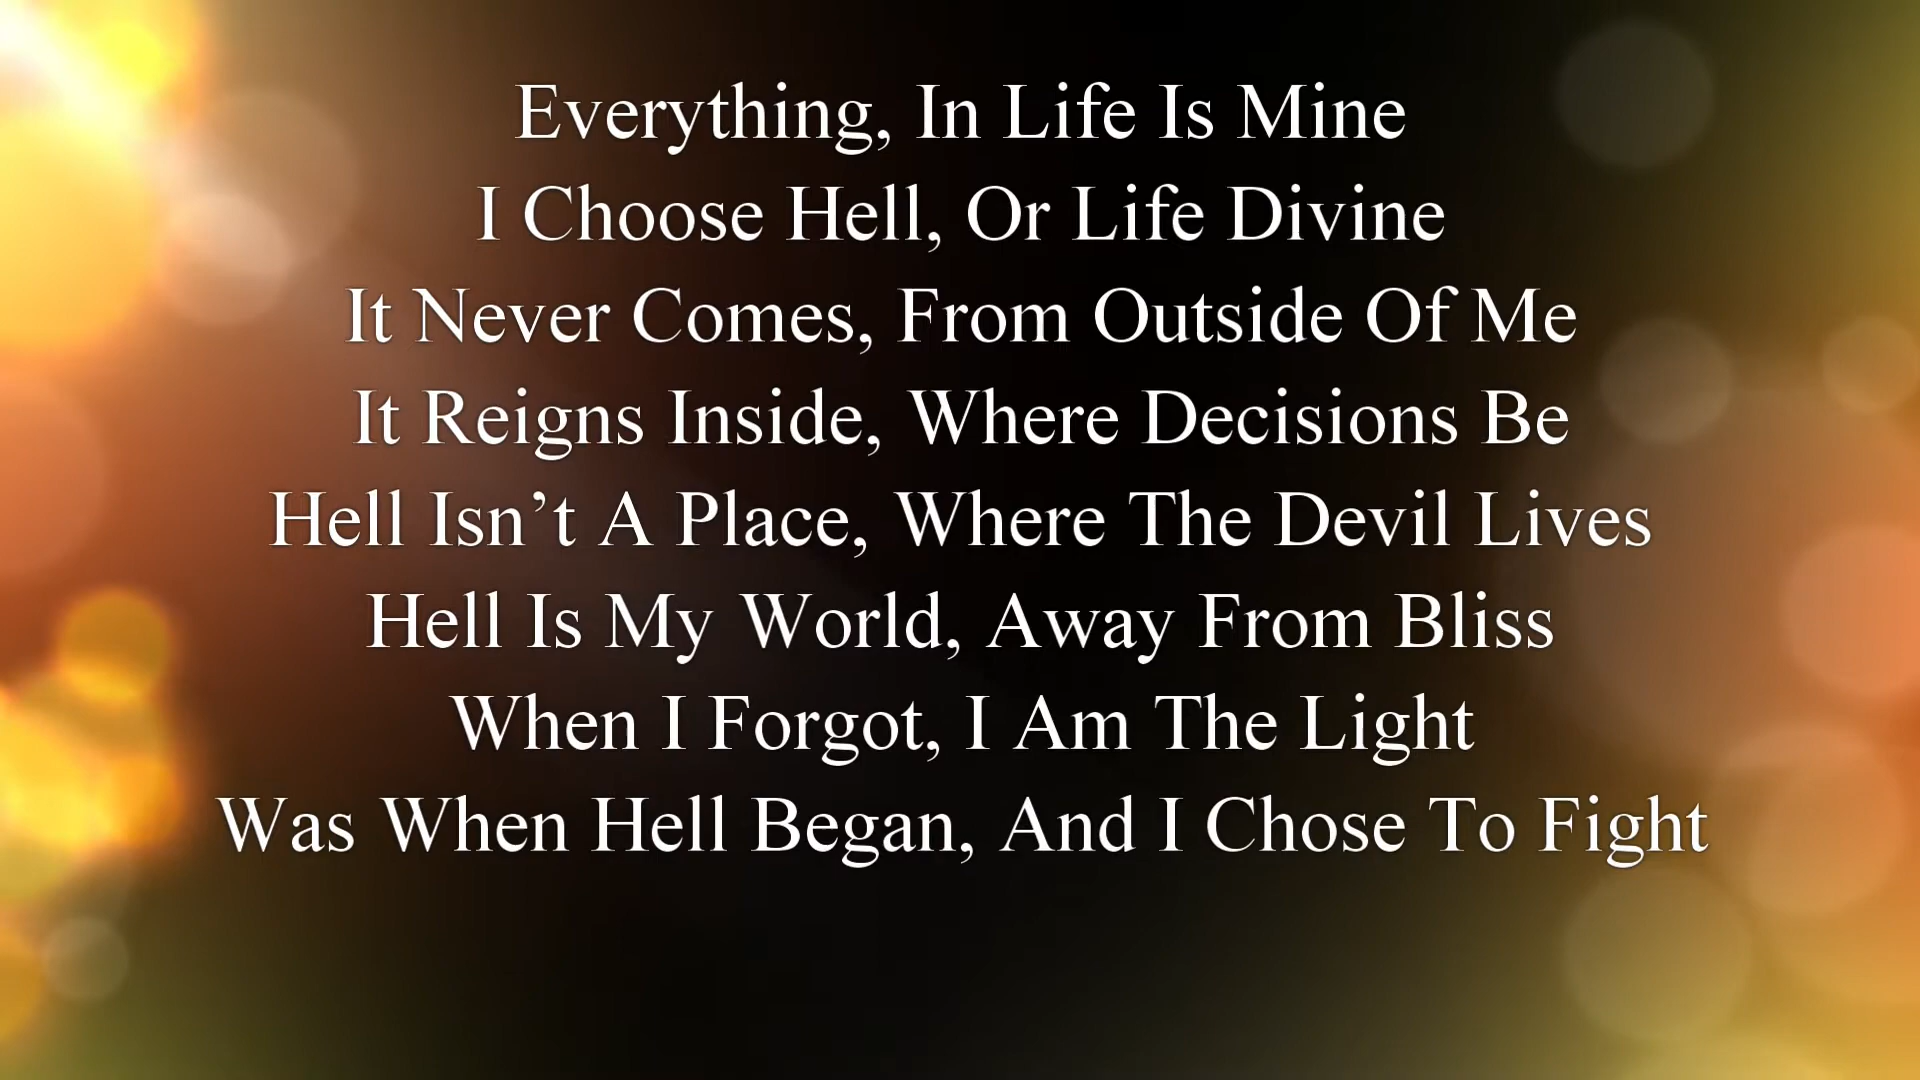 Everything, In Life Is Mine
I Choose Hell, Or Life Divine
It Never Comes, From Outside Of Me
It Reigns Inside, Where Decisions Be
Hell Isn’t A Place, Where The Devil Lives
Hell Is My World, Away From Bliss
When I Forgot, I Am The Light
Was When Hell Began, And I Chose To Fight